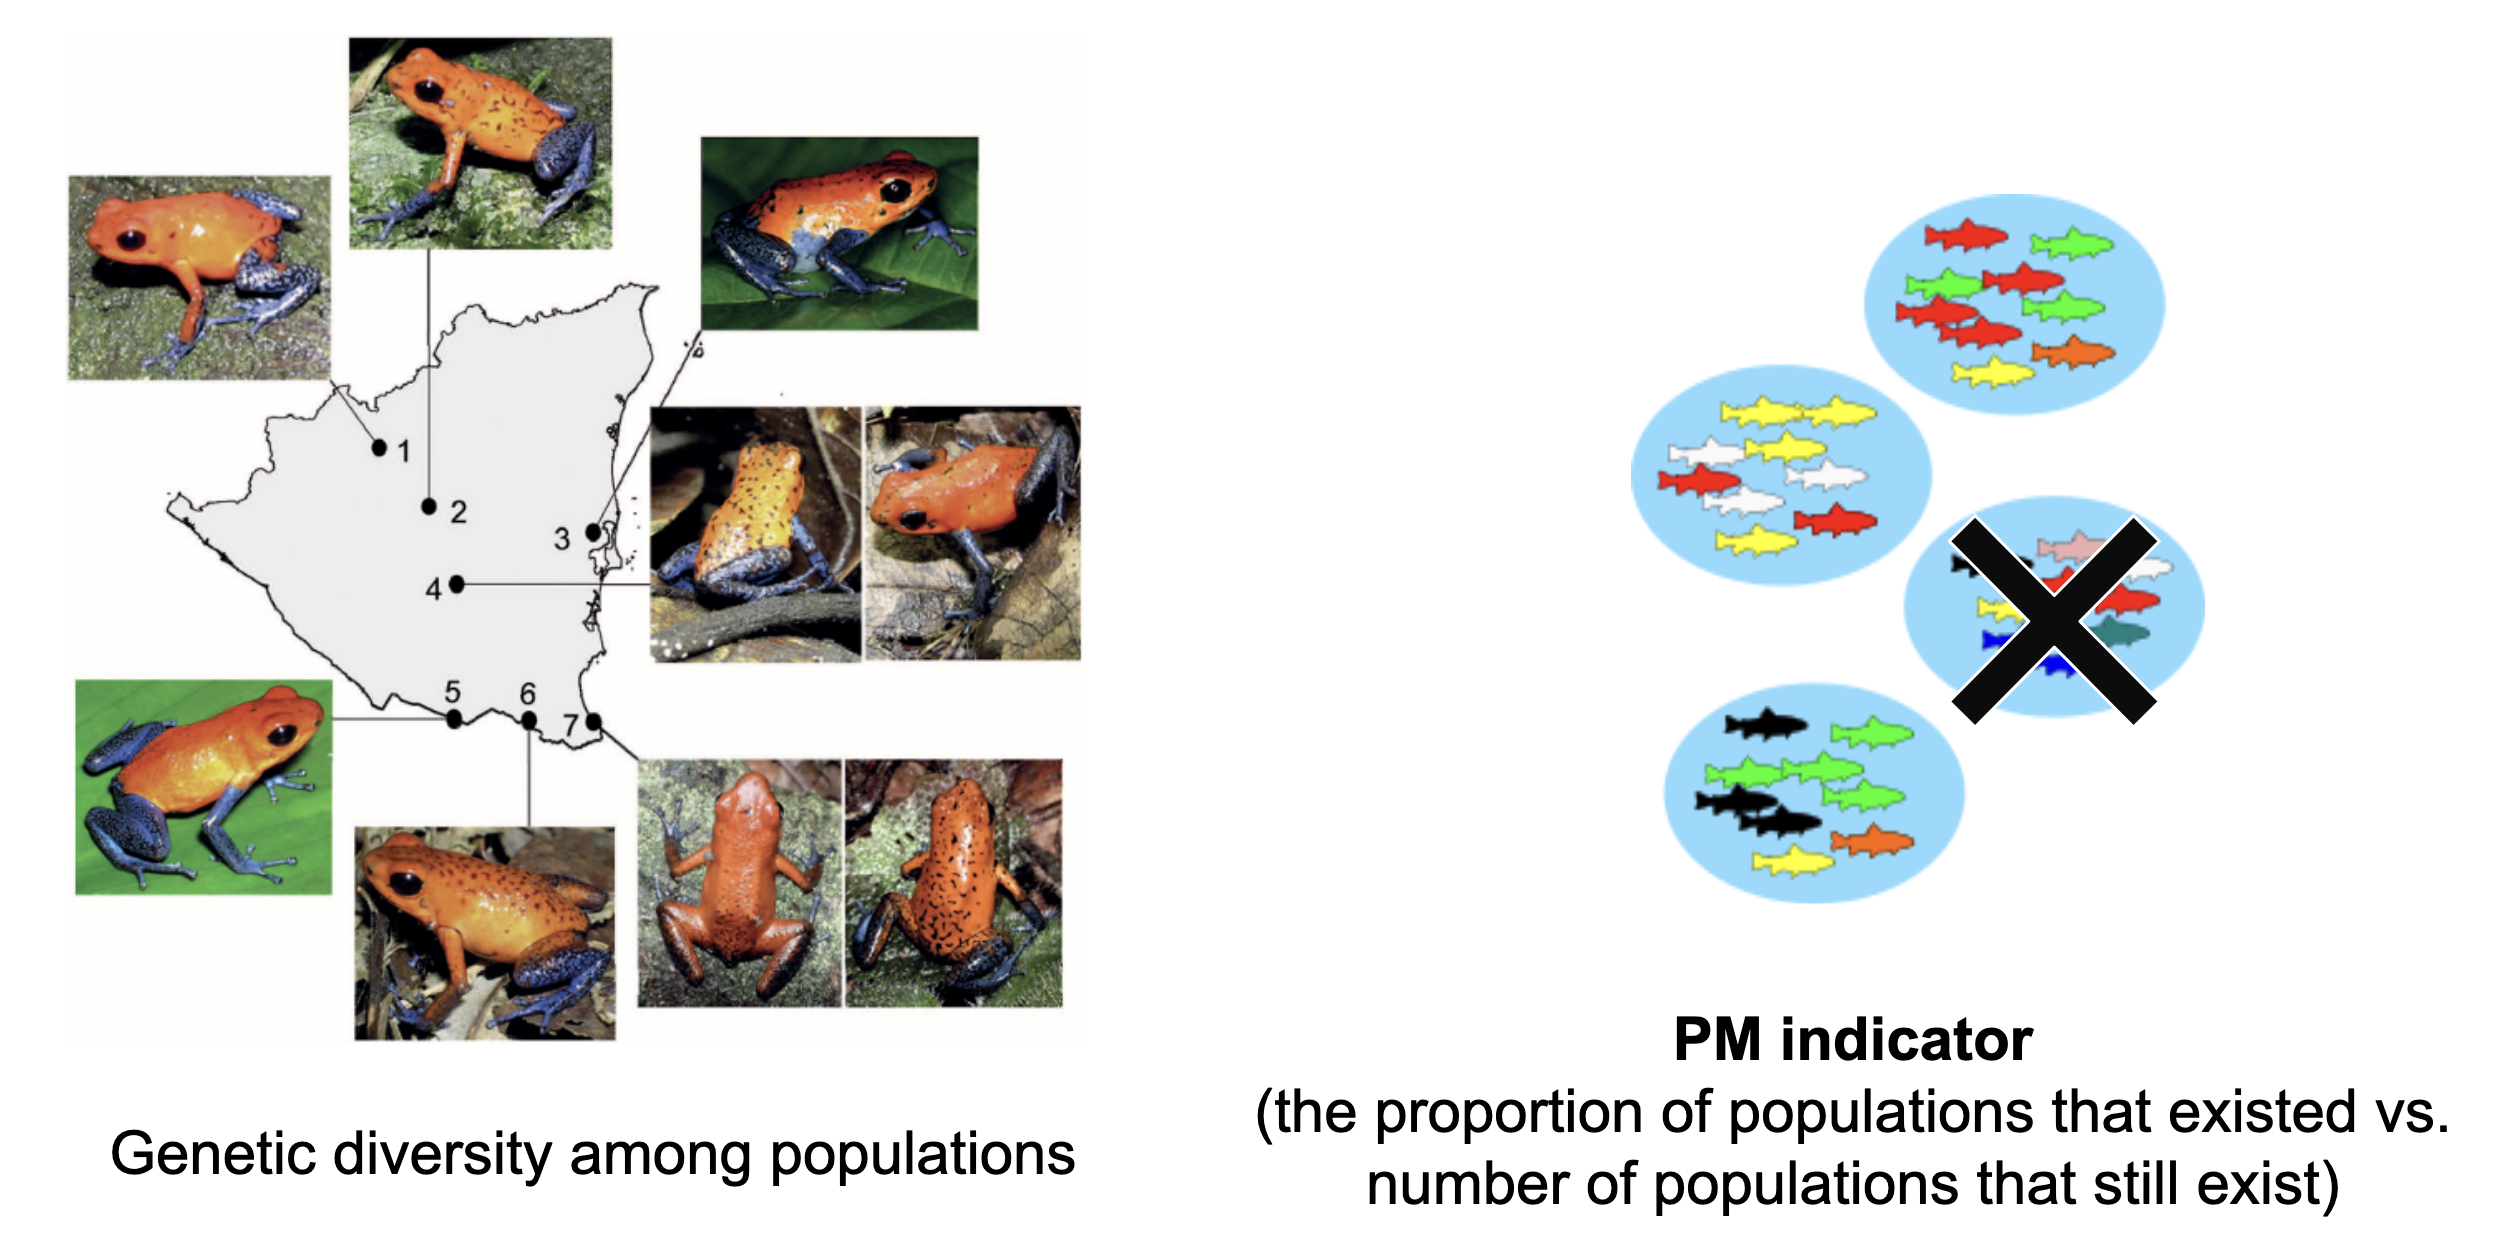 1
2
3
4
5
6
7
Genetic diversity among populations
PM indicator
(the proportion of populations that existed vs.
number of populations that still exist)